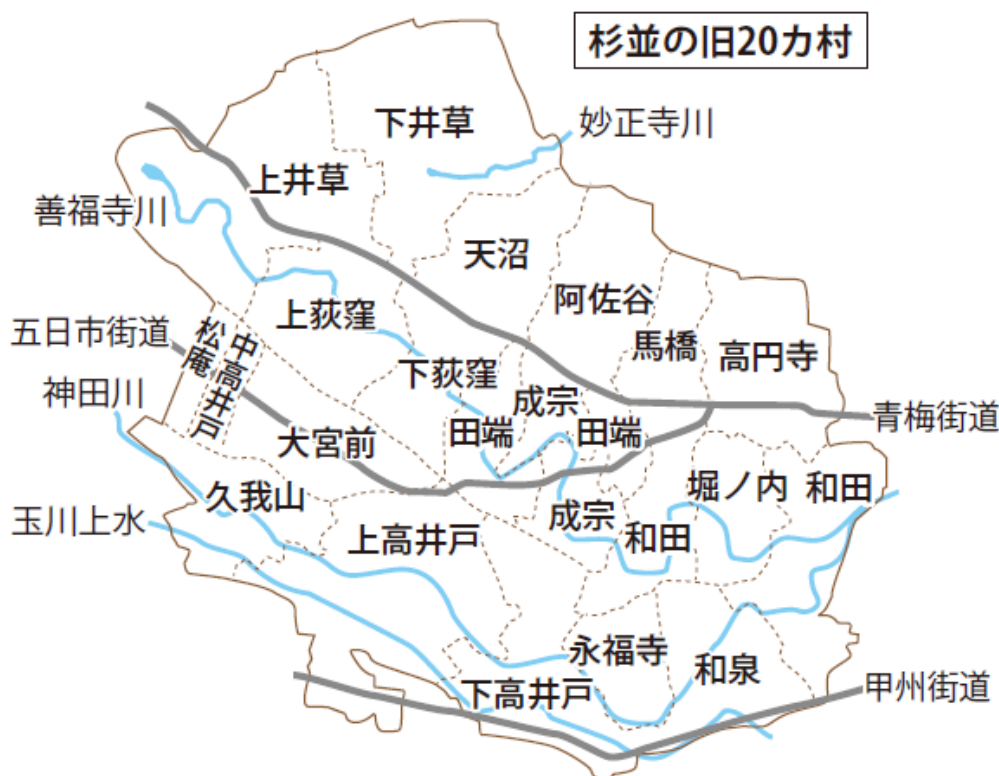 杉並の旧20カ村
下井草
妙正寺川
上井草
善福寺川
天沼
阿佐谷
上荻窪
五日市街道
松庵
中高井戸
馬橋
高円寺
下荻窪
神田川
成宗
青梅街道
田端
田端
大宮前
久我山
堀ノ内
和田
玉川上水
成宗
上高井戸
和田
永福寺
和泉
下高井戸
甲州街道